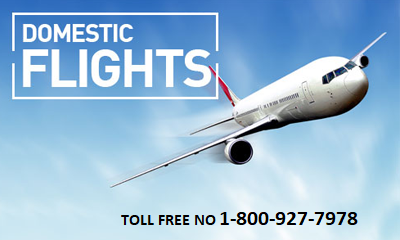 DOMESTIC
FLIGHTS
TOLL FREE NO 1-800-927-7978